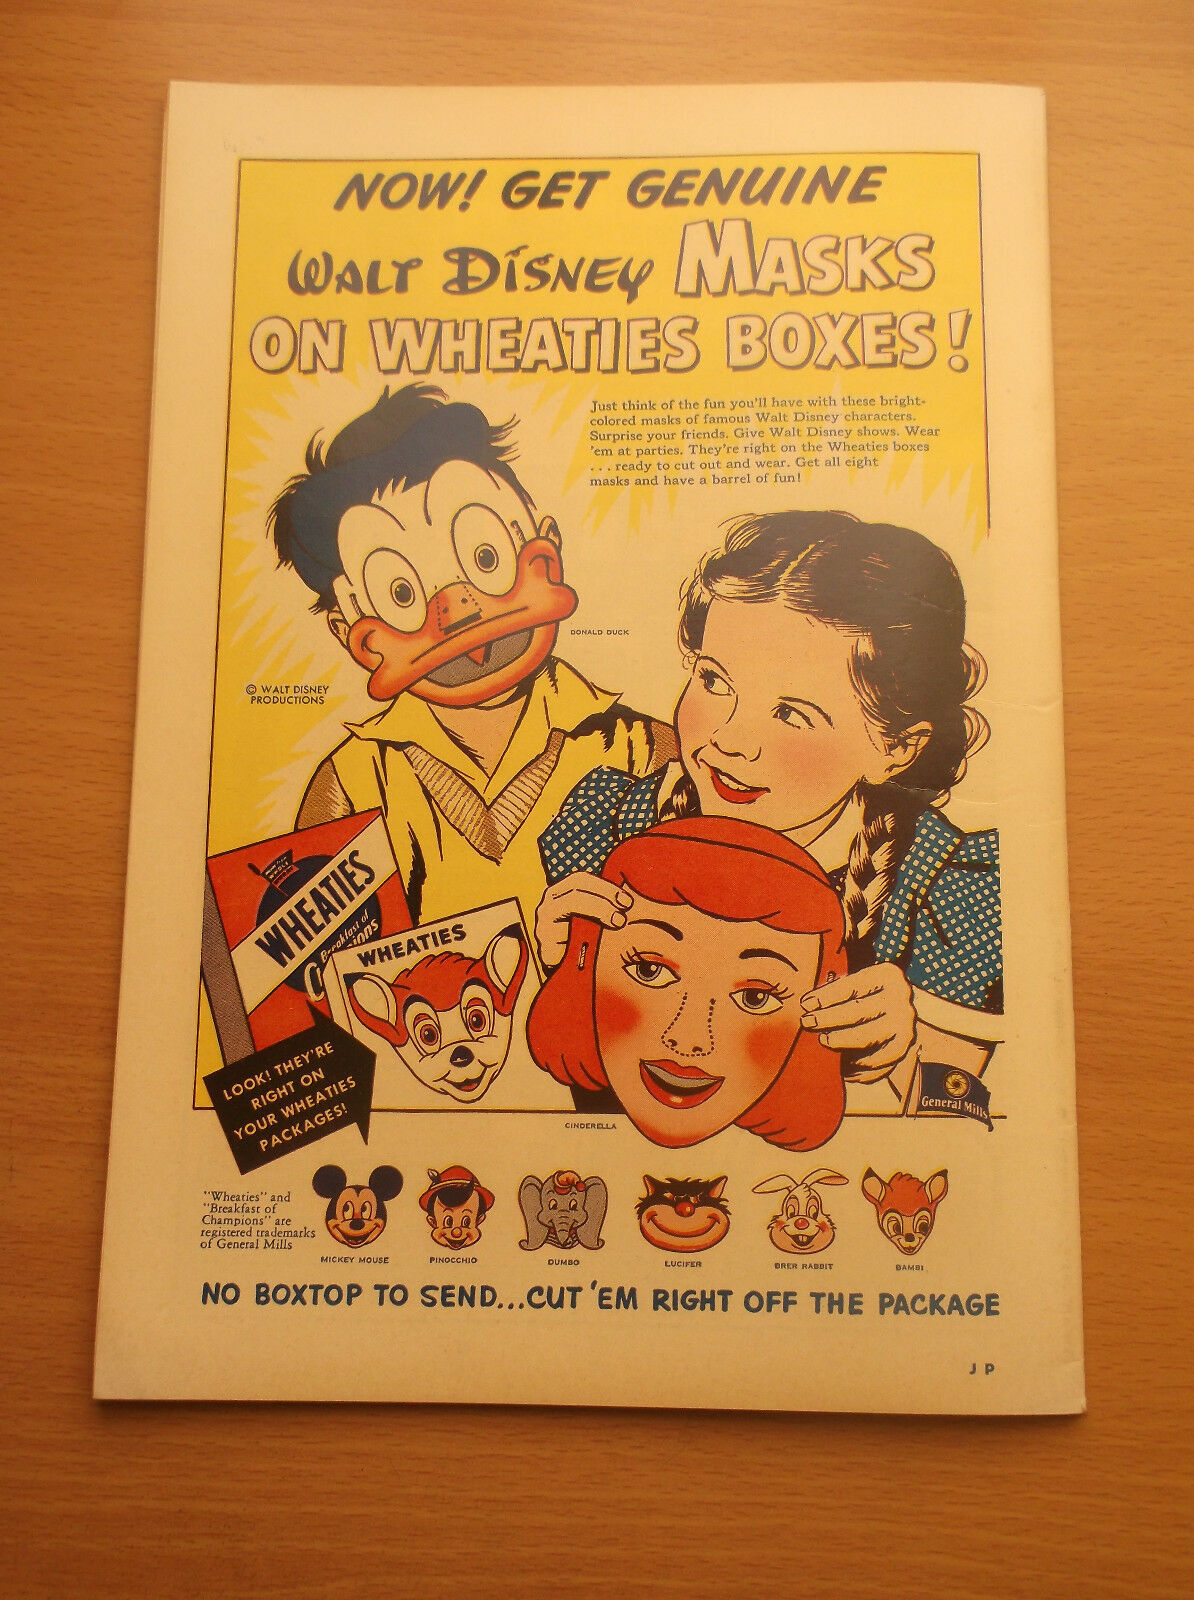 NOW! GET GENUINE
WALT DISNEY MASKS
ON WHEATIES BOXES!
Just think of the fun you'll have with these bright-
colored masks of famous Walt Disney characters.
Surprise your friends. Give Walt Disney shows. Wear
'em at parties. They're right on the Wheaties boxes
. . . ready to cut out and wear. Get all eight
masks and have a barrel of fun!
DONALD DUCK
© WALT DISNEY
PRODUCTIONS
WHEATIES
Breakfast of
WHEATIES
LOOK! THEY'RE
RIGHT ON
YOUR WHEATIES
PACKAGES!
General Mills
CINDERELLA
"Wheaties" and
"Breakfast of
Champions" are
registered trademarks
of General Mills
MICKEY MOUSE
PINOCCHIO
DUMBO
LUCIFER
BRER RABBIT
BAMBI
NO BOXTOP TO SEND...CUT 'EM RIGHT OFF THE PACKAGE
J P